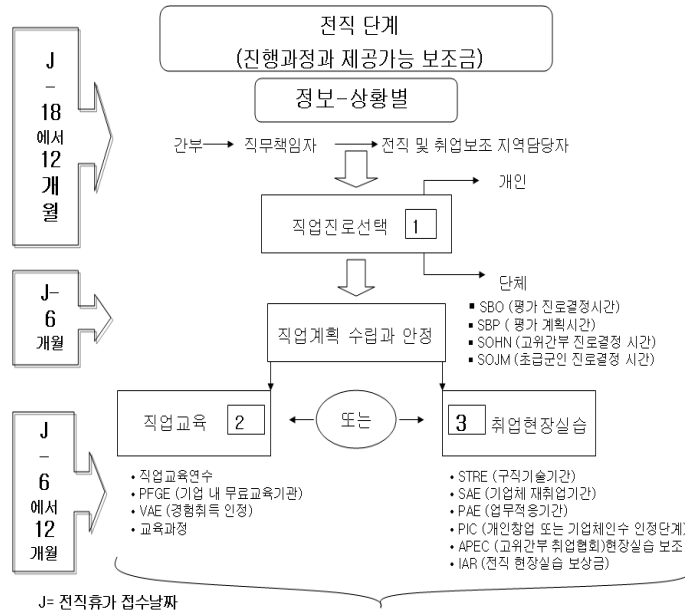 전직 단계
(진행과정과 제공가능 보조금)
정보-상황별
J
-
18
에서
12
개
월
간부 직무책임자 전직 및 취업보조 지역담당자
개인
직업진로선택 1
단체
▪ SBO (평가 진로결정시간)
▪ SBP ( 평가 계획시간)
▪ SOHN (고위간부 진로결정 시간)
▪ SOJM (초급군인 진로결정 시간)
J-
6
개월
직업계획 수립과 안정
J
-
6
에서
12
개월
직업교육 2
또는
3 취업현장실습
• 직업교육연수
• PFGE (기업 내 무료교육기관)
• VAE (경험취득 인정)
• 교육과정
• STRE (구직기술기간)
• SAE (기업체 재취업기간)
• PAE (업무적응기간)
• PIC (개인창업 또는 기업체인수 인정단계)
• APEC (고위간부 취업협회)현장실습 보조
• IAR (전직 현장실습 보상금)
J= 전직휴가 접수날짜